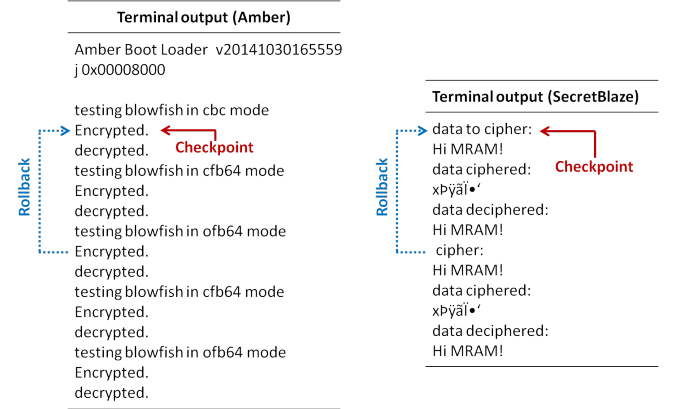 Terminal output (Amber)
Amber Boot Loader v20141030165559
j 0x00008000
testing blowfish in cbc mode
Encrypted.
decrypted.
testing blowfish in cfb64 mode
Encrypted.
decrypted.
testing blowfish in ofb64 mode
Encrypted.
decrypted.
testing blowfish in cfb64 mode
Encrypted.
decrypted.
testing blowfish in ofb64 mode
Encrypted.
decrypted.
Checkpoint
Rollback
Terminal output (SecretBlaze)
data to cipher:
Hi MRAM!
data ciphered:
xÞÿãÏ•‘
data deciphered:
Hi MRAM!
cipher:
Hi MRAM!
data ciphered:
xÞÿãÏ•‘
data deciphered:
Hi MRAM!
Checkpoint
Rollback